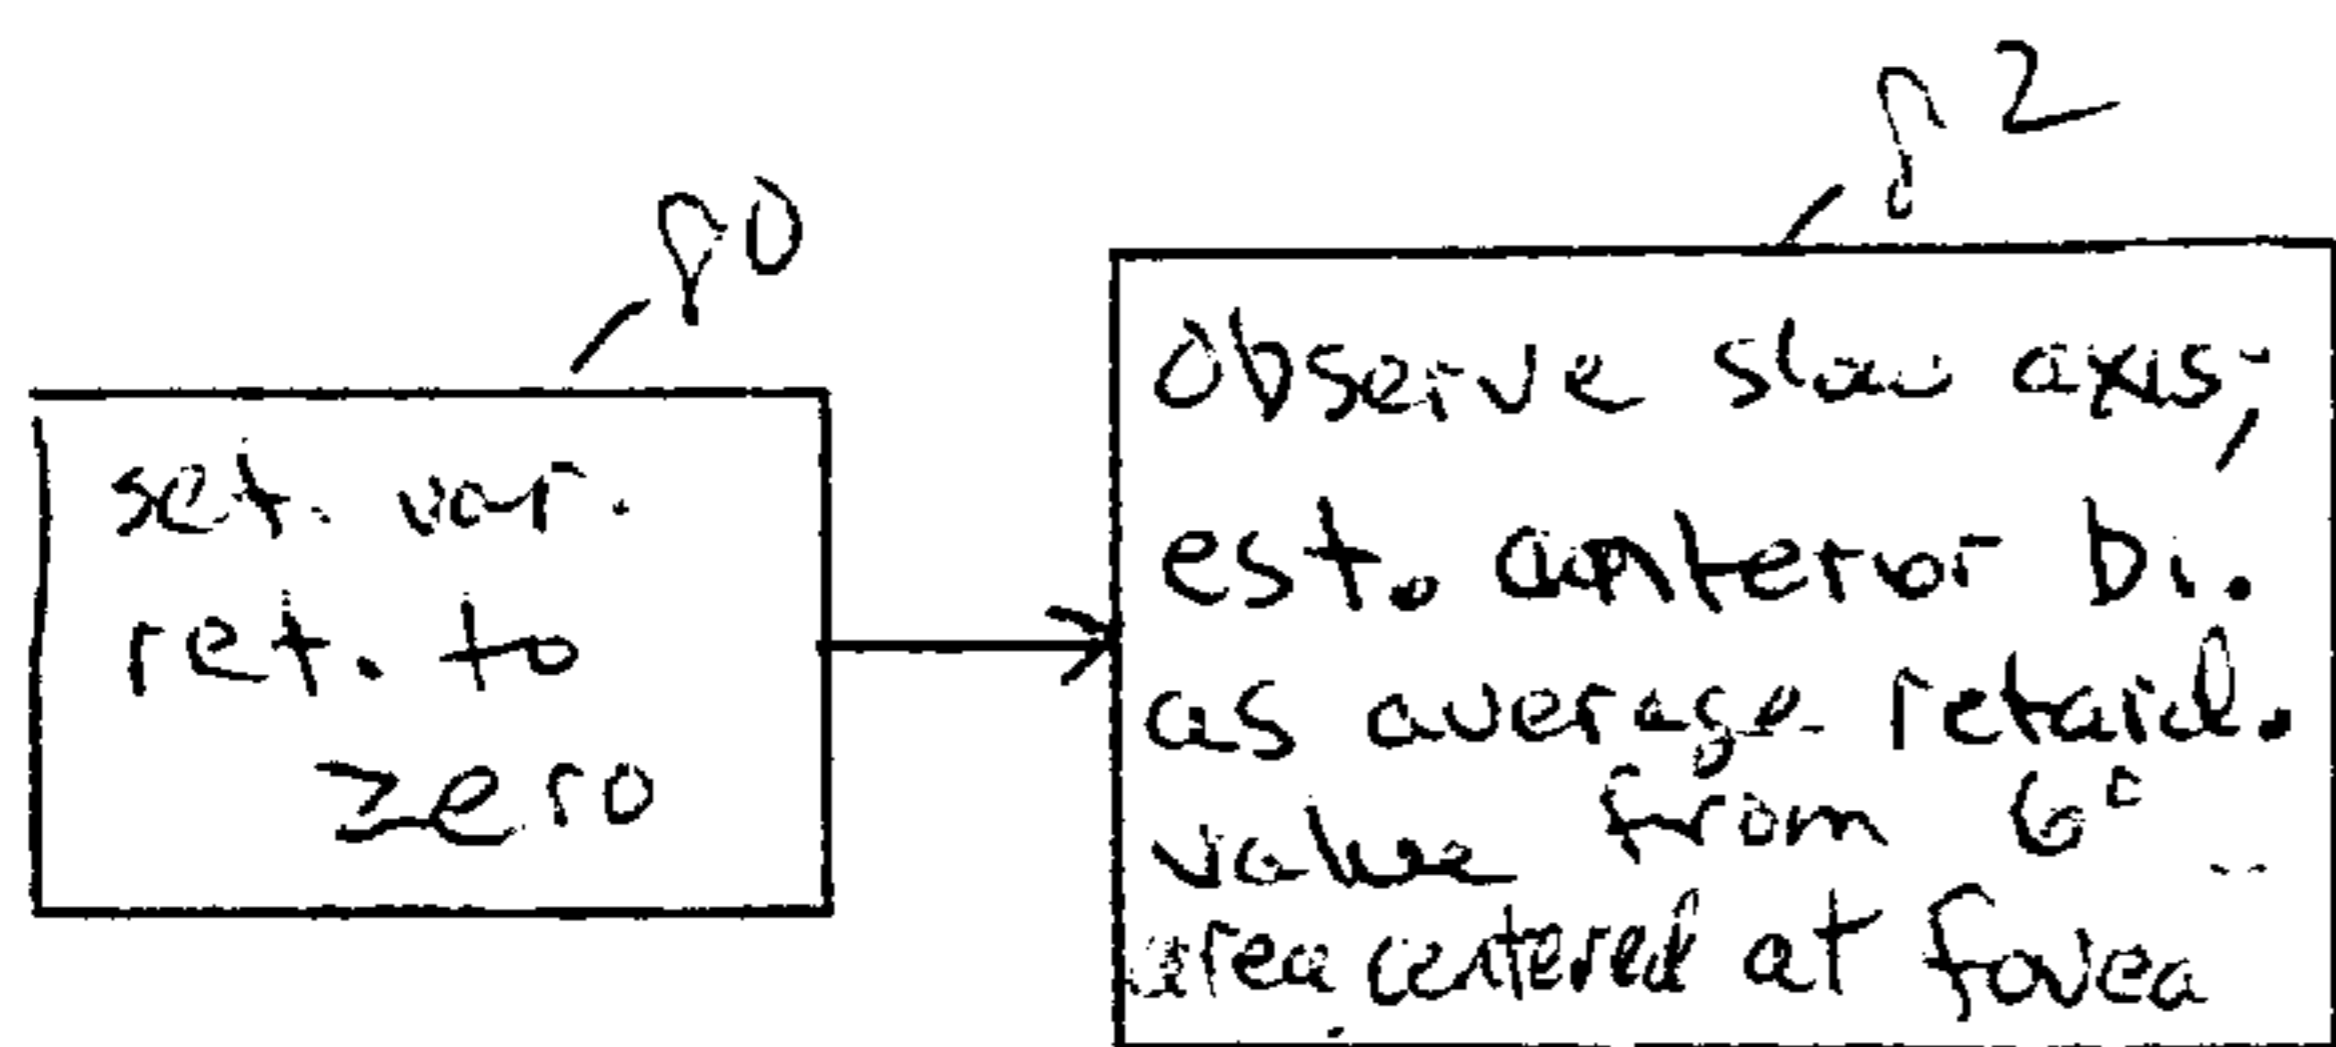 80
set. var.
ret. to
zero
82
Observe slow axis;
est. anterior bi.
as average retard.
value from 6°
area centered at fovea